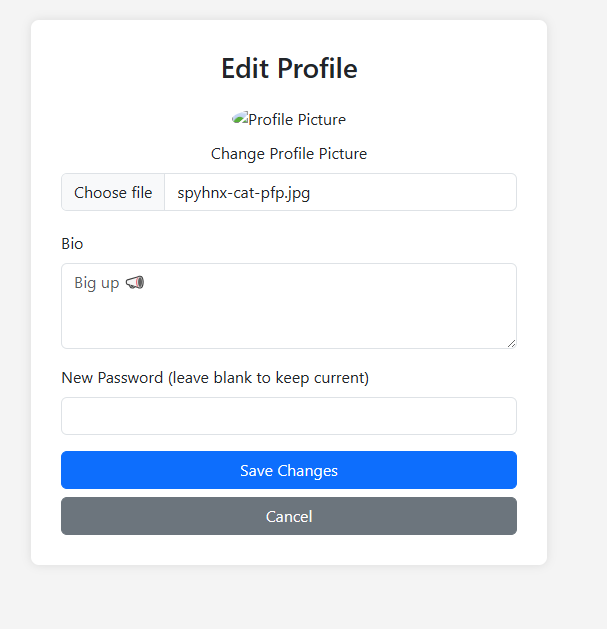 Edit Profile
Profile Picture
Change Profile Picture
Choose file spyhnx-cat-pfp.jpg
Bio
Big up 📢
New Password (leave blank to keep current)
Save Changes
Cancel